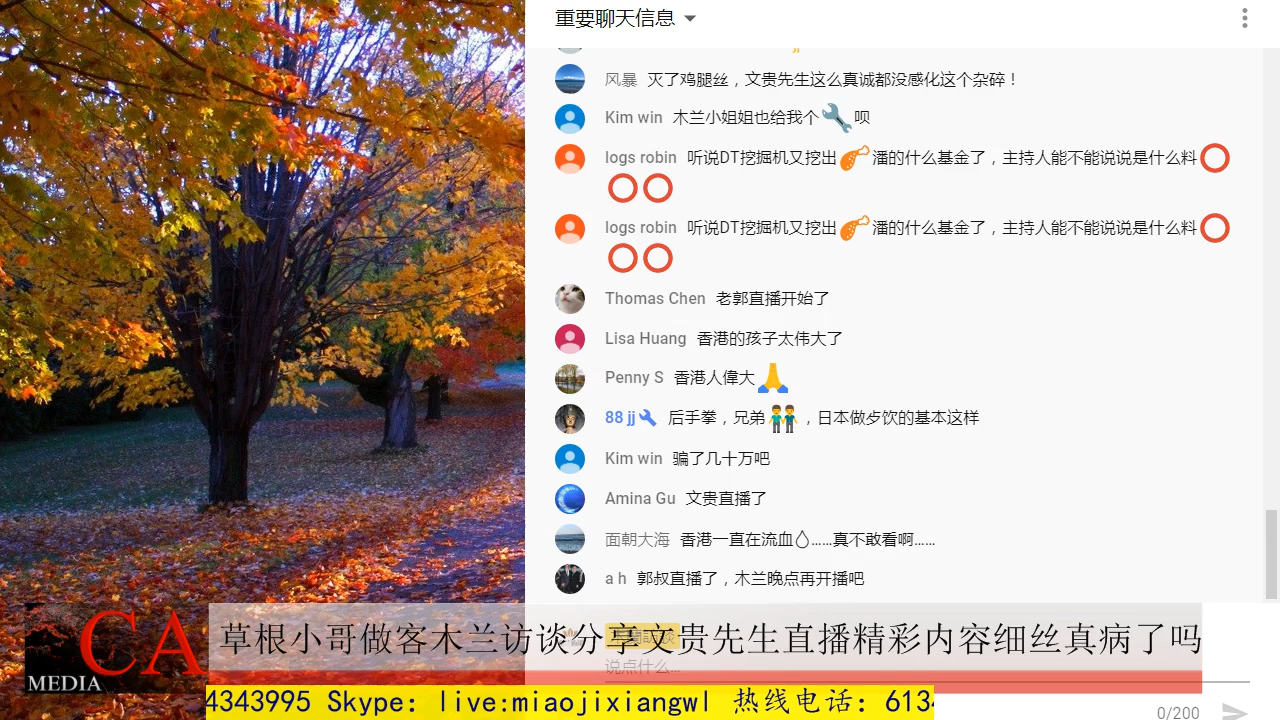 重要聊天信息
风暴 灭了鸡腿丝，文贵先生这么真诚都没感化这个杂碎！
Kim win 木兰小姐姐也给我个🔧呗
logs robin 听说DT挖掘机又挖出🍗潘的什么基金了，主持人能不能说说是什么料⭕
⭕⭕
logs robin 听说DT挖掘机又挖出🍗潘的什么基金了，主持人能不能说说是什么料⭕
⭕⭕
Thomas Chen 老郭直播开始了
Lisa Huang 香港的孩子太伟大了
Penny S 香港人偉大🙏
88 jj🔧 后手拳，兄弟👬，日本做歺饮的基本这样
Kim win 骗了几十万吧
Amina Gu 文贵直播了
面朝大海 香港一直在流血💧……真不敢看啊……
a h 郭叔直播了，木兰晚点再开播吧
CA
MEDIA
草根小哥做客木兰访谈分享文贵先生直播精彩内容细丝真病了吗
说点什么...
4343995 Skype: live:miaojixiangwl 热线电话: 6134
0/200